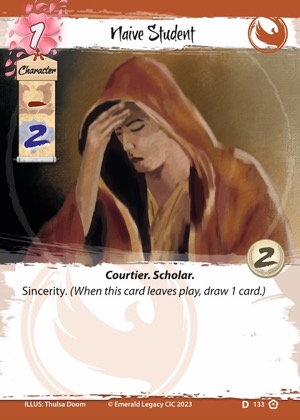 1
Naive Student
Character
–
2
2
Courtier. Scholar.
Sincerity. (When this card leaves play, draw 1 card.)
ILLUS: Thulsa Doom © Emerald Legacy CIC 2023 D 133